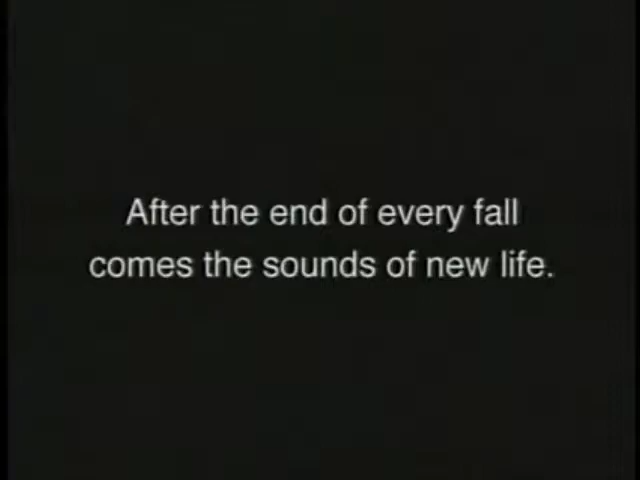 After the end of every fall
comes the sounds of new life.